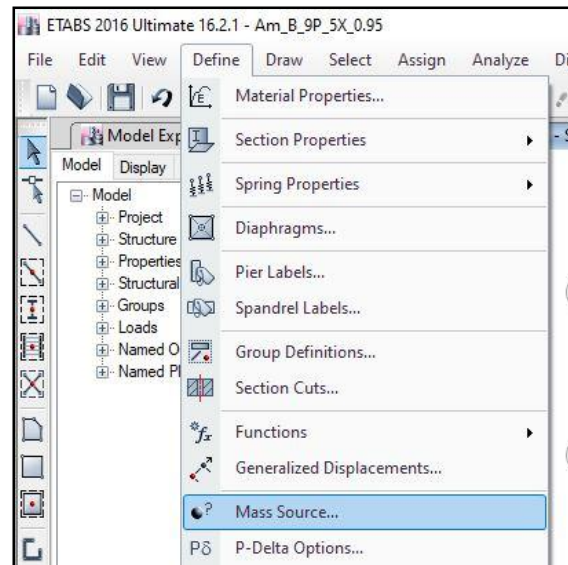 ETABS 2016 Ultimate 16.2.1 - Am_B_9P_5X_0.95
File Edit View Define Draw Select Assign Analyze Di
Model Exp
Model Display
Model
Project
Structure
Properties
Structural
Groups
Loads
Named O
Named Pl
Material Properties...
Section Properties
Spring Properties
Diaphragms...
Pier Labels...
Spandrel Labels...
Group Definitions...
Section Cuts...
Functions
Generalized Displacements...
Mass Source...
Pδ P-Delta Options...